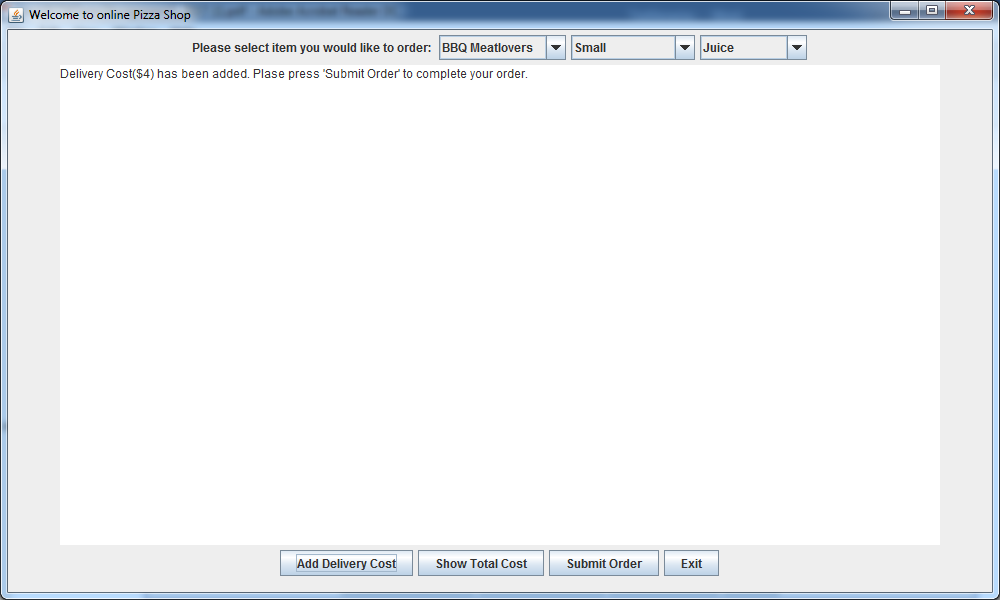 Welcome to online Pizza Shop
Please select item you would like to order: BBQ Meatlovers Small Juice
Delivery Cost($4) has been added. Plase press 'Submit Order' to complete your order.
Add Delivery Cost Show Total Cost Submit Order Exit